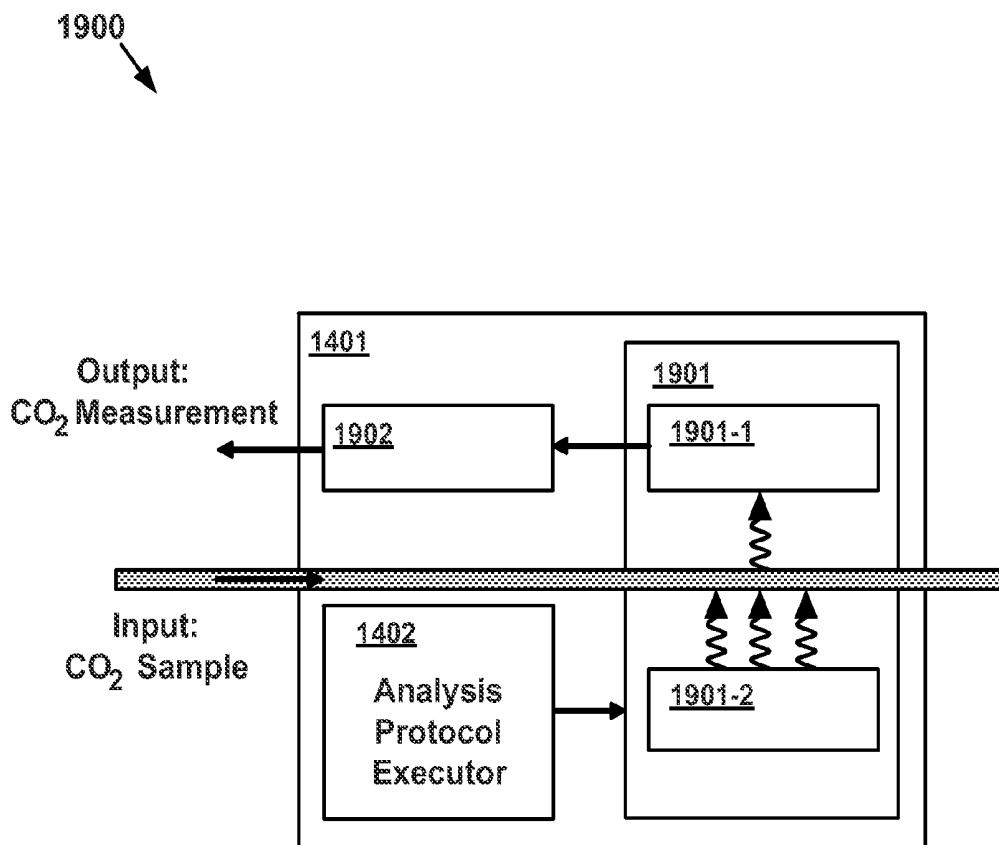 1900
1401
1901
Output:
CO₂ Measurement
1902
1901-1
Input:
CO₂ Sample
1402
Analysis
Protocol
Executor
1901-2